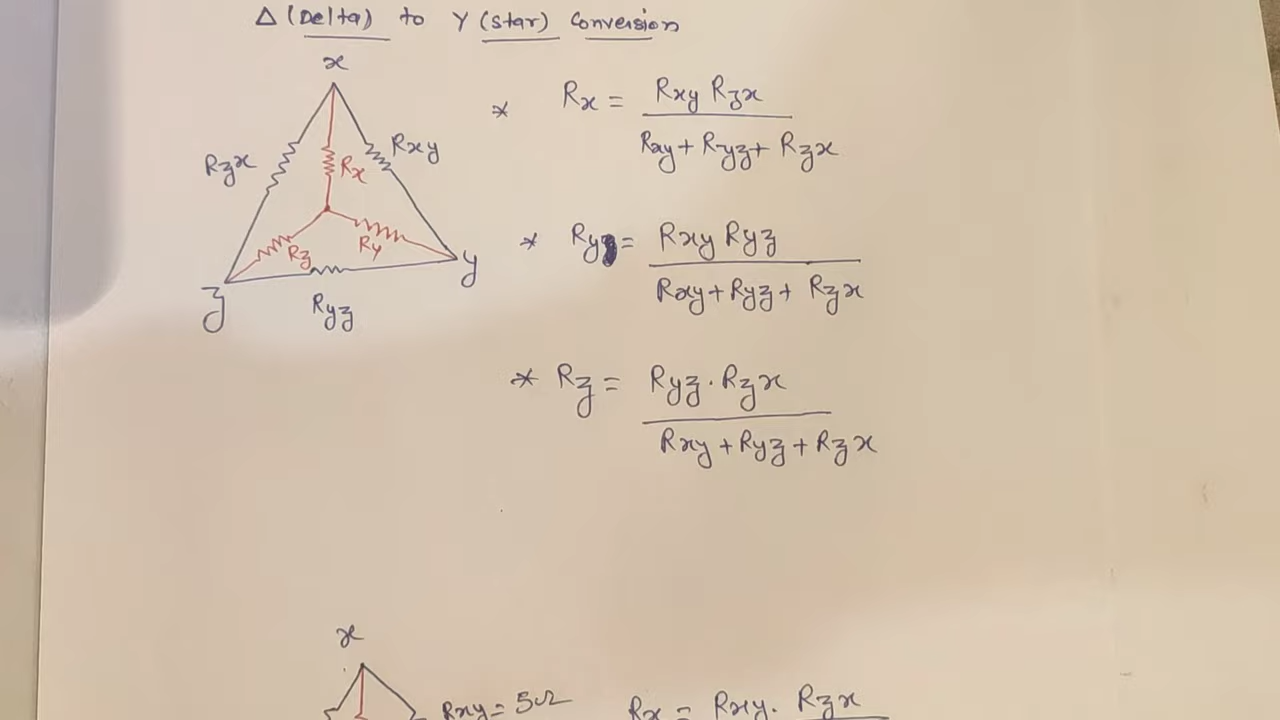 Δ (Delta) to Y (Star) Conversion
x
Rzx
Rxy
Rx
Rz
Ry
z
y
Ryz
* Rx = Rxy Rzx / Rxy + Ryz + Rzx
* Ry = Rxy Ryz / Rxy + Ryz + Rzx
* Rz = Ryz . Rzx / Rxy + Ryz + Rzx
x
Rxy = 5Ω
Rx = Rxy . Rzx